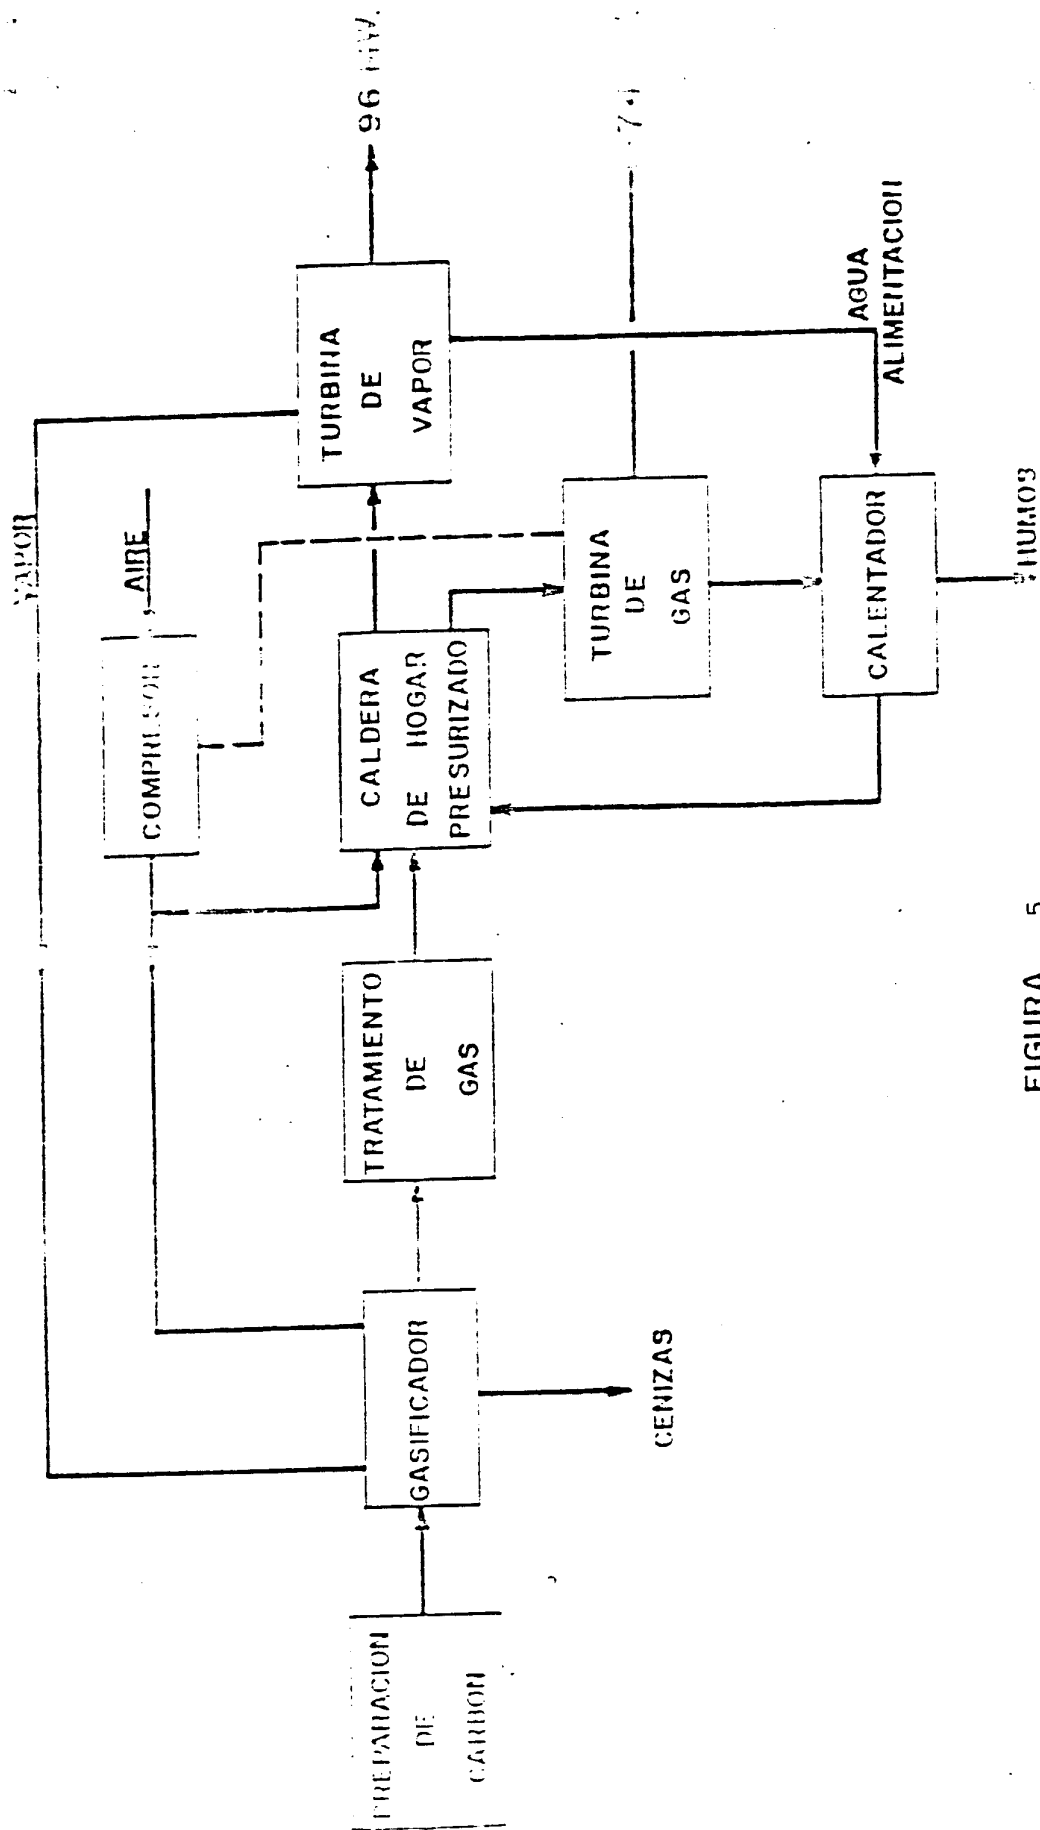 VAPOR
AIRE
COMPRESOR
PREPARACION
DE
CARBON
GASIFICADOR
CENIZAS
TRATAMIENTO
DE
GAS
CALDERA
DE HOGAR
PRESURIZADO
TURBINA
DE
VAPOR
96 MW.
TURBINA
DE
GAS
AGUA
ALIMENTACION
CALENTADOR
HUMOS
FIGURA 5